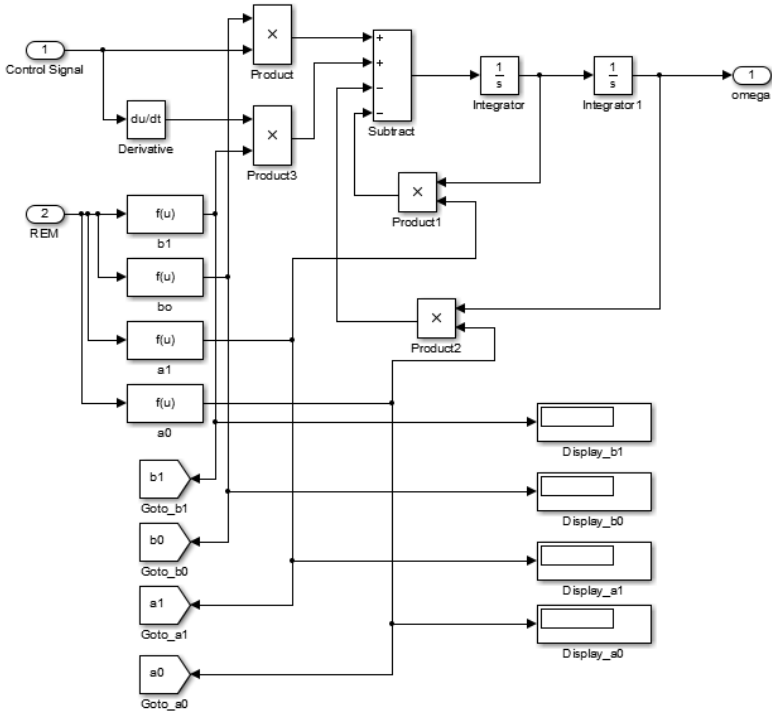 1
Control Signal
×
Product
+
+
−
−
Subtract
1
s
Integrator
1
s
Integrator1
1
omega
du/dt
Derivative
×
Product3
×
Product1
2
REM
f(u)
b1
f(u)
bo
×
Product2
f(u)
a1
f(u)
a0
Display_b1
b1
Goto_b1
Display_b0
b0
Goto_b0
Display_a1
a1
Goto_a1
Display_a0
a0
Goto_a0